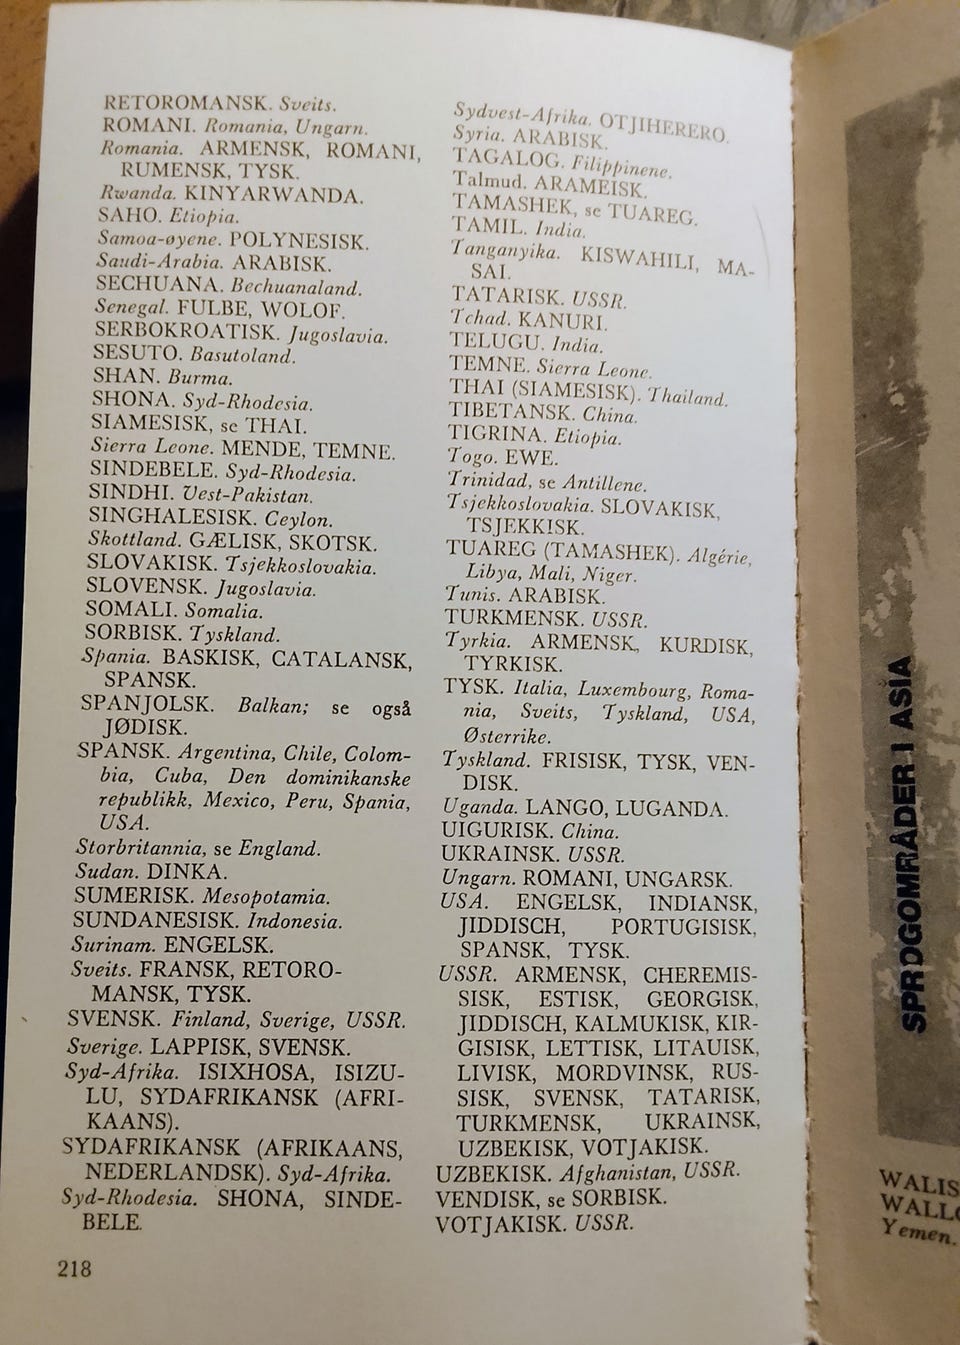 RETOROMANSK. Sveits.
ROMANI. Romania, Ungarn.
Romania. ARMENSK, ROMANI,
RUMENSK, TYSK.
Rwanda. KINYARWANDA.
SAHO. Etiopia.
Samoa-øyene. POLYNESISK.
Saudi-Arabia. ARABISK.
SECHUANA. Bechuanaland.
Senegal. FULBE, WOLOF.
SERBOKROATISK. Jugoslavia.
SESUTO. Basutoland.
SHAN. Burma.
SHONA. Syd-Rhodesia.
SIAMESISK, se THAI.
Sierra Leone. MENDE, TEMNE.
SINDEBELE. Syd-Rhodesia.
SINDHI. Vest-Pakistan.
SINGHALESISK. Ceylon.
Skottland. GÆLISK, SKOTSK.
SLOVAKISK. Tsjekkoslovakia.
SLOVENSK. Jugoslavia.
SOMALI. Somalia.
SORBISK. Tyskland.
Spania. BASKISK, CATALANSK,
SPANSK.
SPANJOLSK. Balkan; se også
JØDISK.
SPANSK. Argentina, Chile, Colom-
bia, Cuba, Den dominikanske
republikk, Mexico, Peru, Spania,
USA.
Storbritannia, se England.
Sudan. DINKA.
SUMERISK. Mesopotamia.
SUNDANESISK. Indonesia.
Surinam. ENGELSK.
Sveits. FRANSK, RETORO-
MANSK, TYSK.
SVENSK. Finland, Sverige, USSR.
Sverige. LAPPISK, SVENSK.
Syd-Afrika. ISIXHOSA, ISIZU-
LU, SYDAFRIKANSK (AFRI-
KAANS).
SYDAFRIKANSK (AFRIKAANS,
NEDERLANDSK). Syd-Afrika.
Syd-Rhodesia. SHONA, SINDE-
BELE.
218
Sydvest-Afrika. OTJIHERERO.
Syria. ARABISK.
TAGALOG. Filippinene.
Talmud. ARAMEISK.
TAMASHEK, se TUAREG.
TAMIL. India.
Tanganyika. KISWAHILI, MA-
SAI.
TATARISK. USSR.
Tchad. KANURI.
TELUGU. India.
TEMNE. Sierra Leone.
THAI (SIAMESISK). Thailand.
TIBETANSK. China.
TIGRINA. Etiopia.
Togo. EWE.
Trinidad, se Antillene.
Tsjekkoslovakia. SLOVAKISK,
TSJEKKISK.
TUAREG (TAMASHEK). Algérie,
Libya, Mali, Niger.
Tunis. ARABISK.
TURKMENSK. USSR.
Tyrkia. ARMENSK, KURDISK,
TYRKISK.
TYSK. Italia, Luxembourg, Roma-
nia, Sveits, Tyskland, USA,
Østerrike.
Tyskland. FRISISK, TYSK, VEN-
DISK.
Uganda. LANGO, LUGANDA.
UIGURISK. China.
UKRAINSK. USSR.
Ungarn. ROMANI, UNGARSK.
USA. ENGELSK, INDIANSK,
JIDDISCH, PORTUGISISK,
SPANSK, TYSK.
USSR. ARMENSK, CHEREMIS-
SISK, ESTISK, GEORGISK,
JIDDISCH, KALMUKISK, KIR-
GISISK, LETTISK, LITAUISK,
LIVISK, MORDVINSK, RUS-
SISK, SVENSK, TATARISK,
TURKMENSK, UKRAINSK,
UZBEKISK, VOTJAKISK.
UZBEKISK. Afghanistan, USSR.
VENDISK, se SORBISK.
VOTJAKISK. USSR.
SPROGOMRÅDER I ASIA
WALIS
WALLO
Yemen.